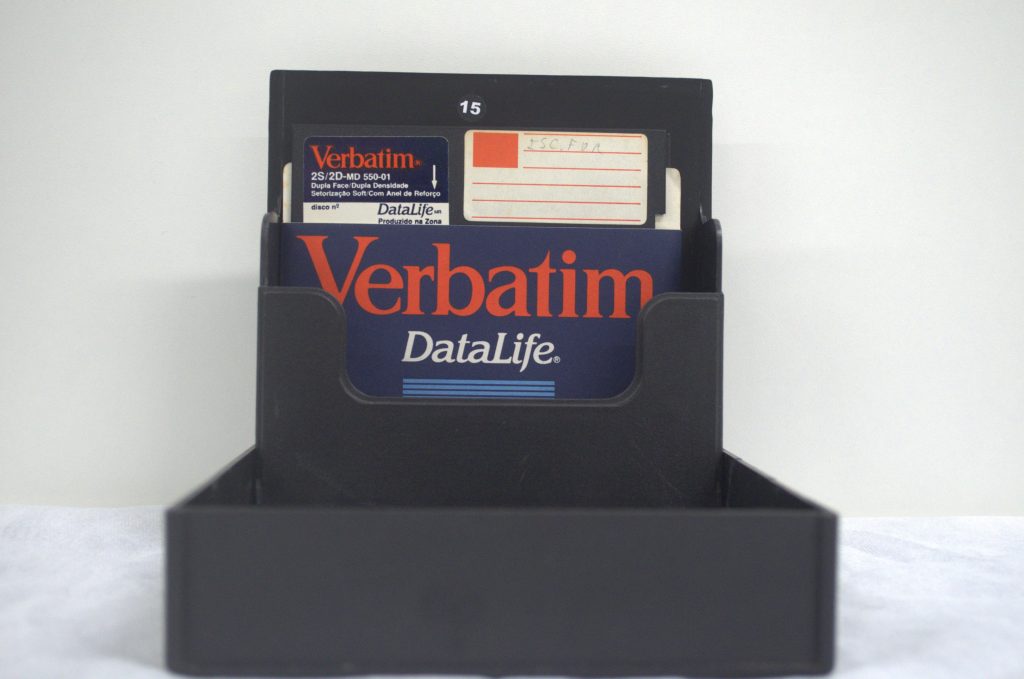 15
Verbatim®
2S/2D-MD 550-01
Dupla Face/Dupla Densidade
Setorização Soft/Com Anel de Reforço
disco nº
DataLife MR
Produzido na Zona
Verbatim
DataLife®